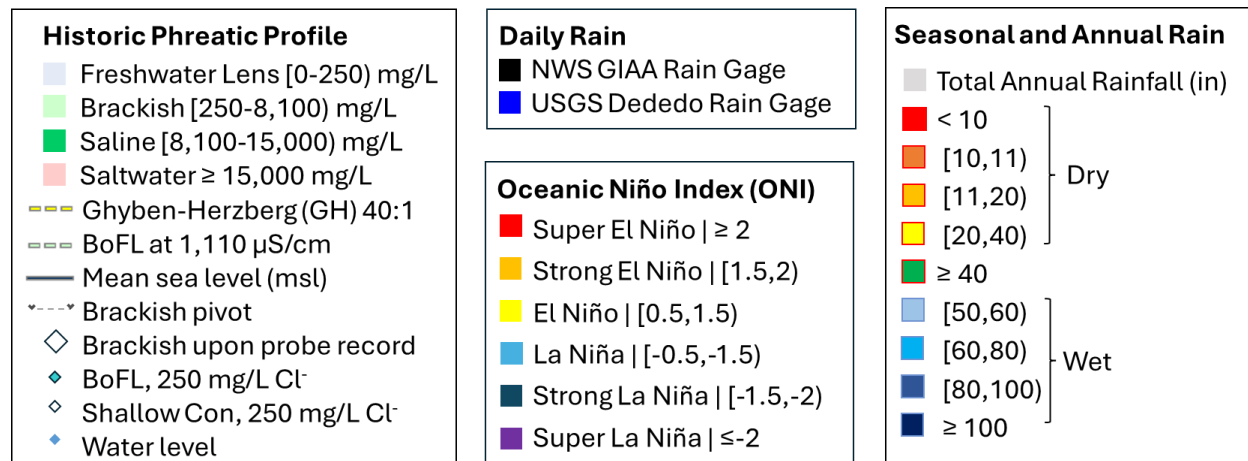 Historic Phreatic Profile
Freshwater Lens [0-250) mg/L
Brackish [250-8,100) mg/L
Saline [8,100-15,000) mg/L
Saltwater ≥ 15,000 mg/L
Ghyben-Herzberg (GH) 40:1
BoFL at 1,110 µS/cm
Mean sea level (msl)
Brackish pivot
Brackish upon probe record
BoFL, 250 mg/L Cl⁻
Shallow Con, 250 mg/L Cl⁻
Water level
Daily Rain
NWS GIAA Rain Gage
USGS Dededo Rain Gage
Oceanic Niño Index (ONI)
Super El Niño | ≥ 2
Strong El Niño | [1.5,2)
El Niño | [0.5,1.5)
La Niña | [-0.5,-1.5)
Strong La Niña | [-1.5,-2)
Super La Niña | ≤-2
Seasonal and Annual Rain
Total Annual Rainfall (in)
< 10
[10,11)
[11,20)
[20,40)
≥ 40
Dry
[50,60)
[60,80)
[80,100)
≥ 100
Wet